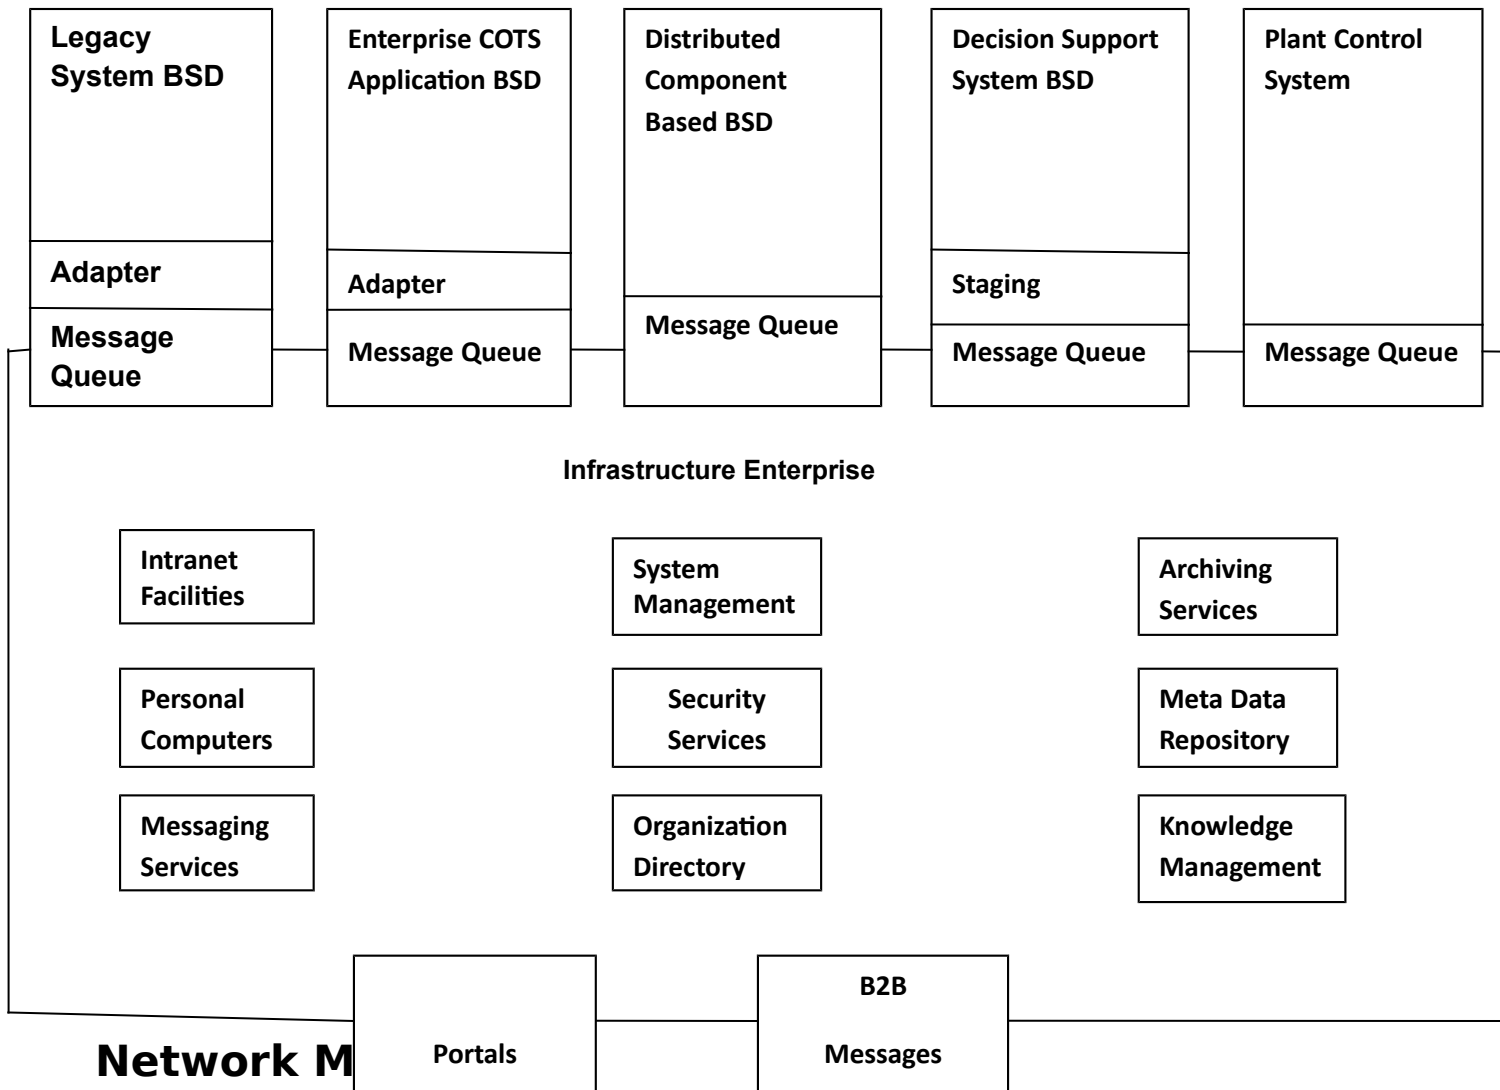 Legacy
System BSD
Adapter
Message
Queue
Enterprise COTS
Application BSD
Adapter
Message Queue
Distributed
Component
Based BSD
Message Queue
Decision Support
System BSD
Staging
Message Queue
Plant Control
System
Message Queue
Infrastructure Enterprise
Intranet
Facilities
System
Management
Archiving
Services
Personal
Computers
Security
Services
Meta Data
Repository
Messaging
Services
Organization
Directory
Knowledge
Management
Network M
Portals
B2B
Messages